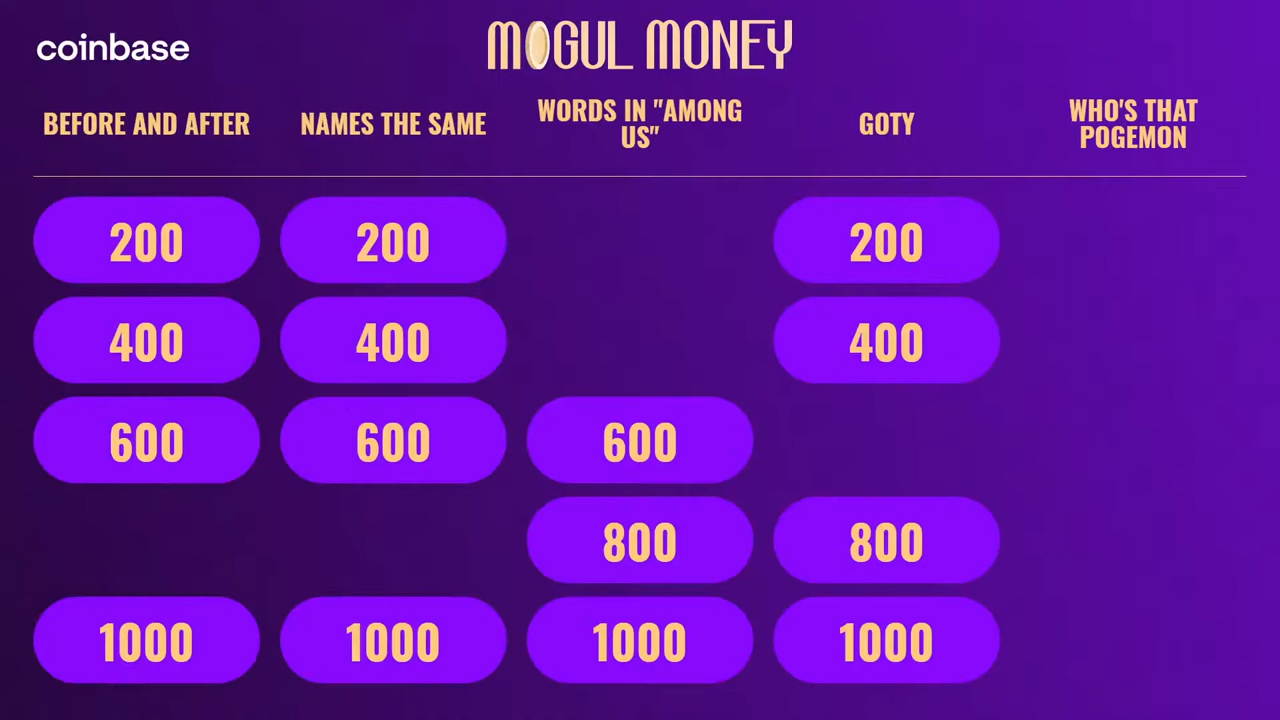 coinbase
MOGUL MONEY
BEFORE AND AFTER
NAMES THE SAME
WORDS IN "AMONG
US"
GOTY
WHO'S THAT
POGEMON
200
200
200
400
400
400
600
600
600
800
800
1000
1000
1000
1000